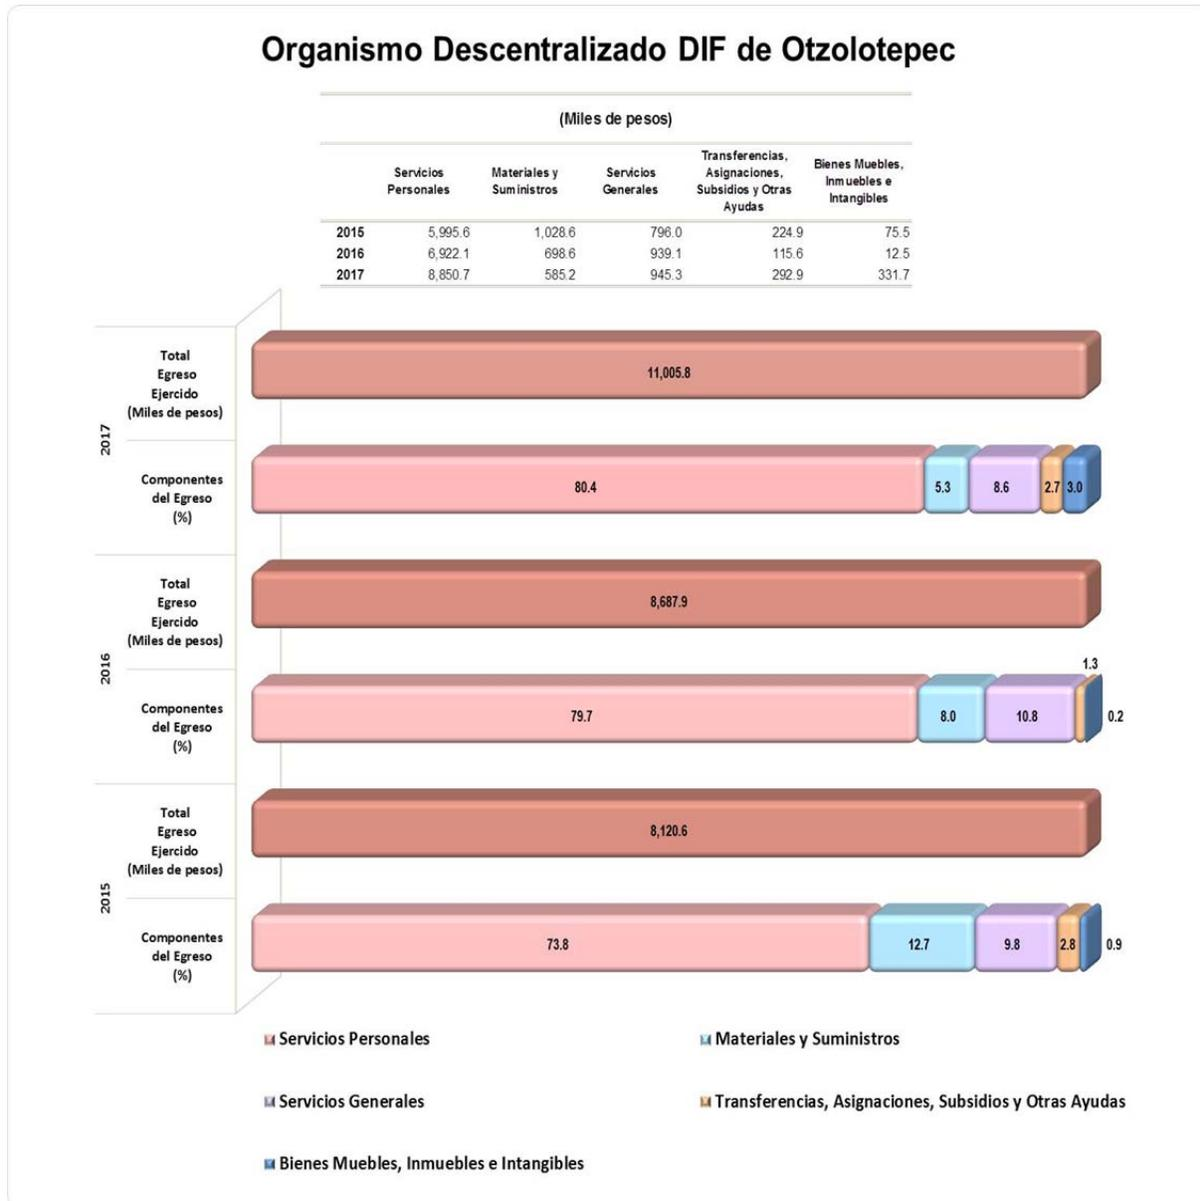 Organismo Descentralizado DIF de Otzolotepec
(Miles de pesos)
Servicios Personales
Materiales y Suministros
Servicios Generales
Transferencias, Asignaciones, Subsidios y Otras Ayudas
Bienes Muebles, Inmuebles e Intangibles
2015 5,995.6 1,028.6 796.0 224.9 75.5
2016 6,922.1 698.6 939.1 115.6 12.5
2017 8,850.7 585.2 945.3 292.9 331.7
2017
Total
Egreso
Ejercido
(Miles de pesos)
11,005.8
Componentes
del Egreso
(%)
80.4 5.3 8.6 2.7 3.0
2016
Total
Egreso
Ejercido
(Miles de pesos)
8,687.9
Componentes
del Egreso
(%)
79.7 8.0 10.8 1.3 0.2
2015
Total
Egreso
Ejercido
(Miles de pesos)
8,120.6
Componentes
del Egreso
(%)
73.8 12.7 9.8 2.8 0.9
Servicios Personales
Materiales y Suministros
Servicios Generales
Transferencias, Asignaciones, Subsidios y Otras Ayudas
Bienes Muebles, Inmuebles e Intangibles